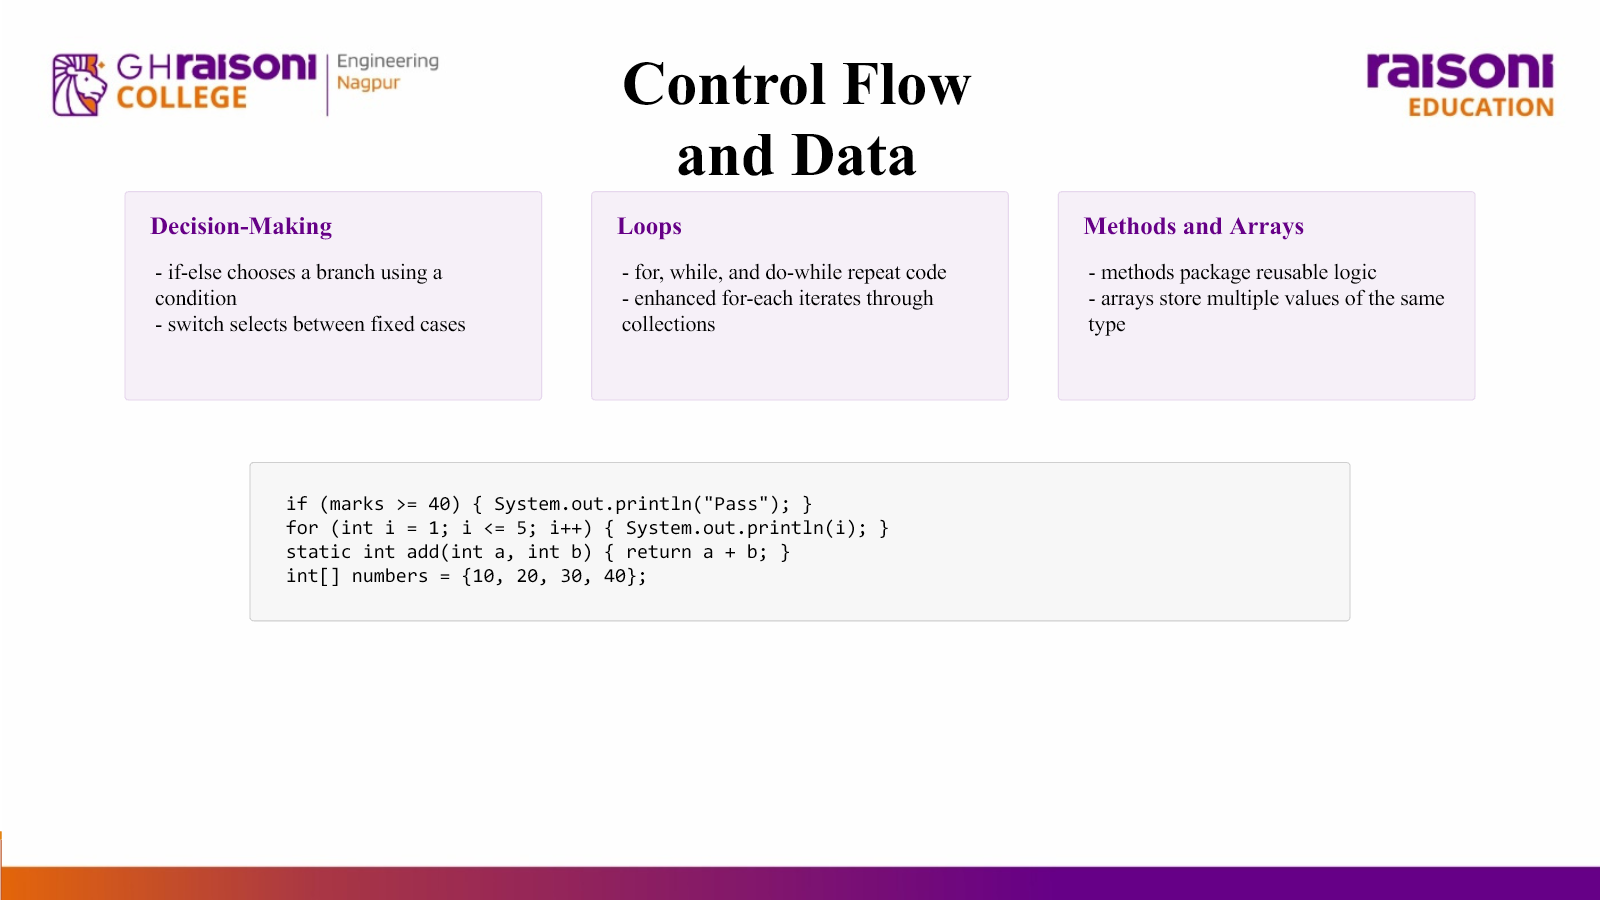 GHraisoni
COLLEGE
Engineering
Nagpur
Control Flow
and Data
raisoni
EDUCATION
Decision-Making
- if-else chooses a branch using a
condition
- switch selects between fixed cases
Loops
- for, while, and do-while repeat code
- enhanced for-each iterates through
collections
Methods and Arrays
- methods package reusable logic
- arrays store multiple values of the same
type
if (marks >= 40) { System.out.println("Pass"); }
for (int i = 1; i <= 5; i++) { System.out.println(i); }
static int add(int a, int b) { return a + b; }
int[] numbers = {10, 20, 30, 40};